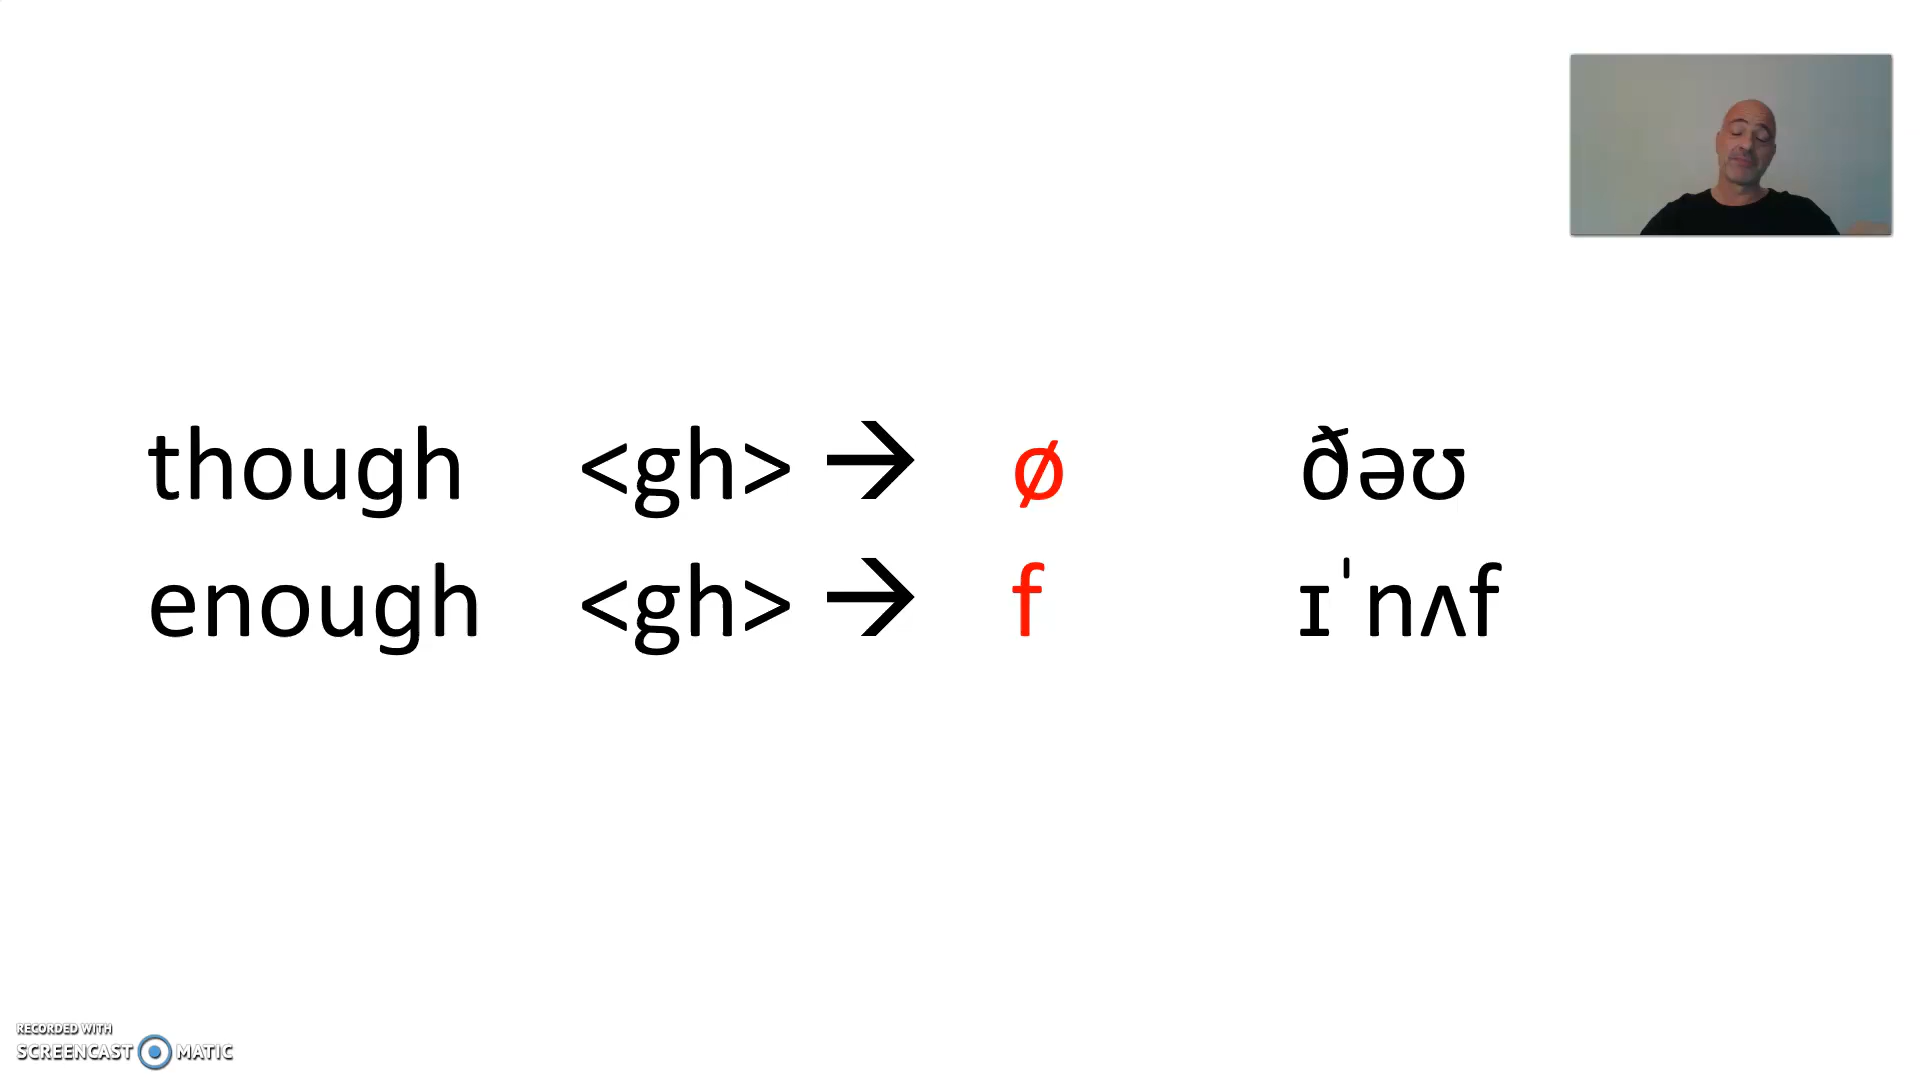 though <gh> → ø ðəʊ
enough <gh> → f ɪˈnʌf
RECORDED WITH
SCREENCAST MATIC